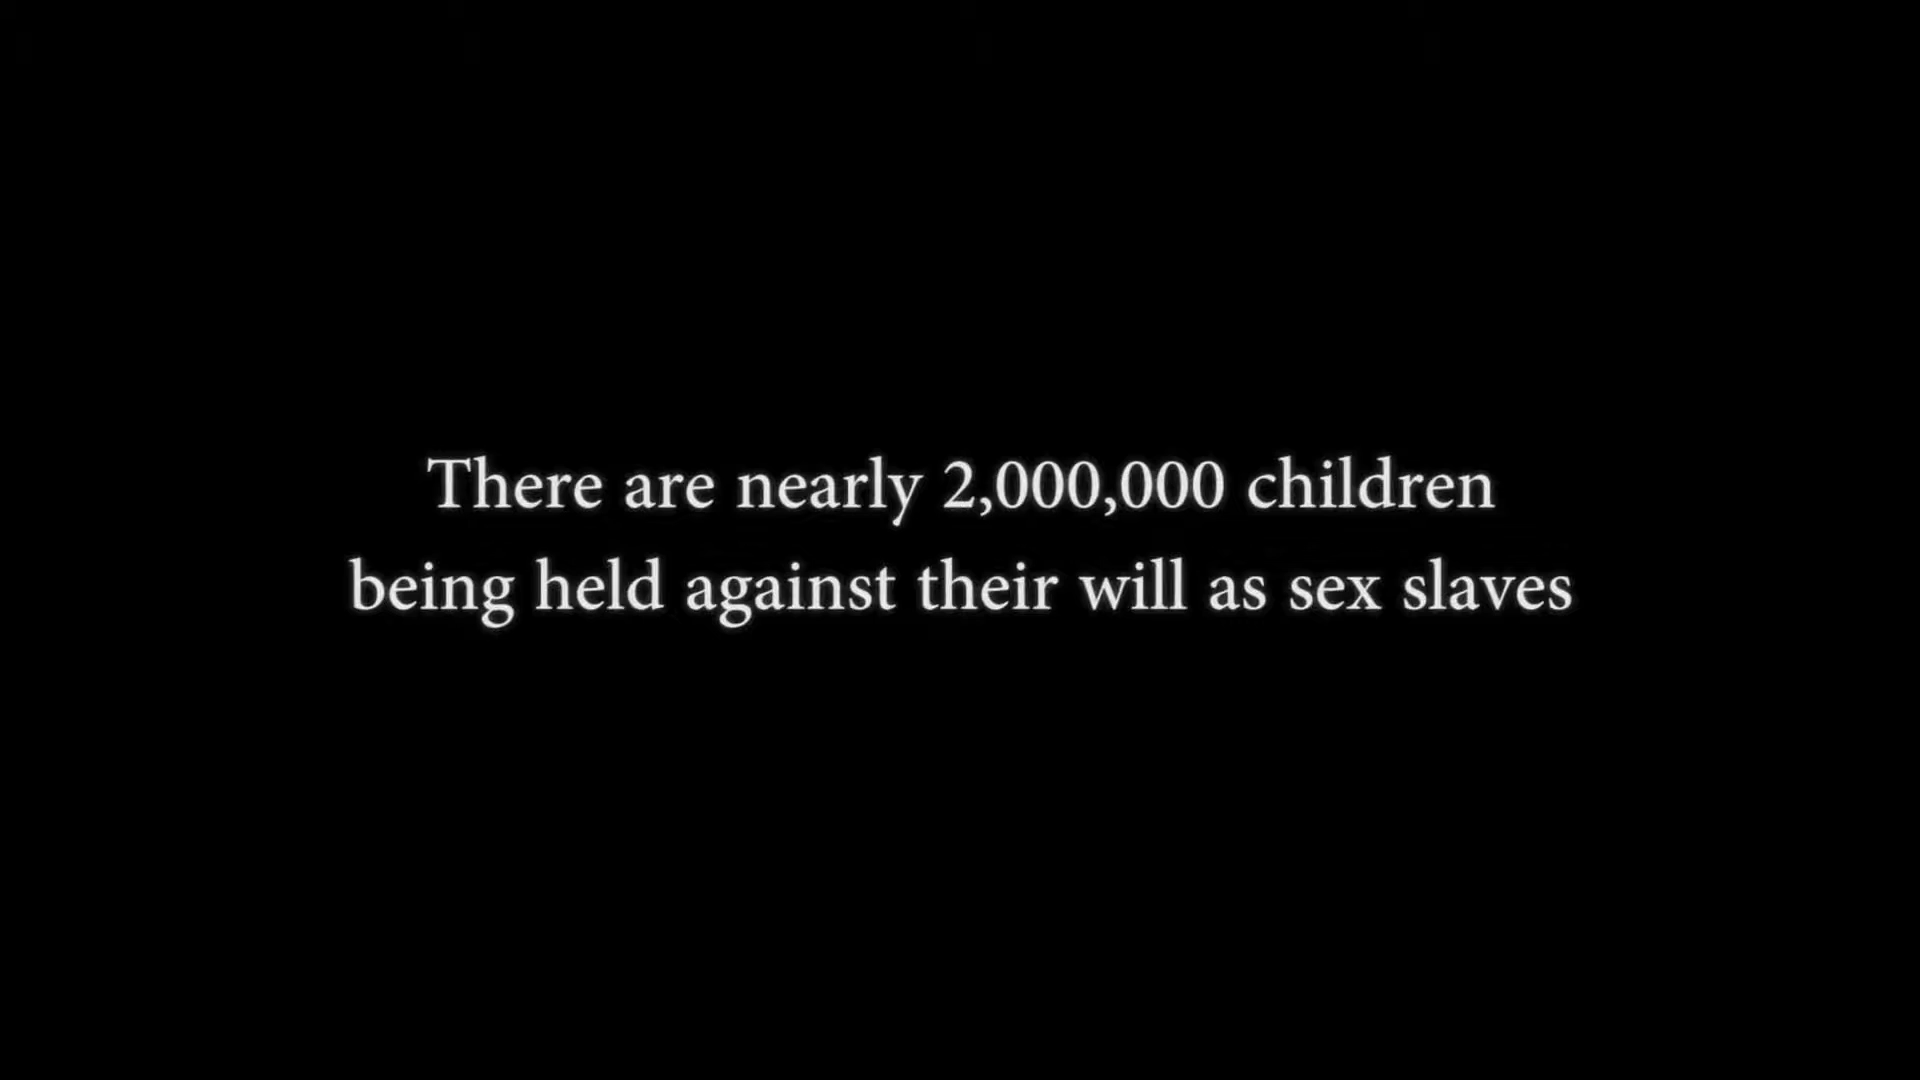 There are nearly 2,000,000 children
being held against their will as sex slaves